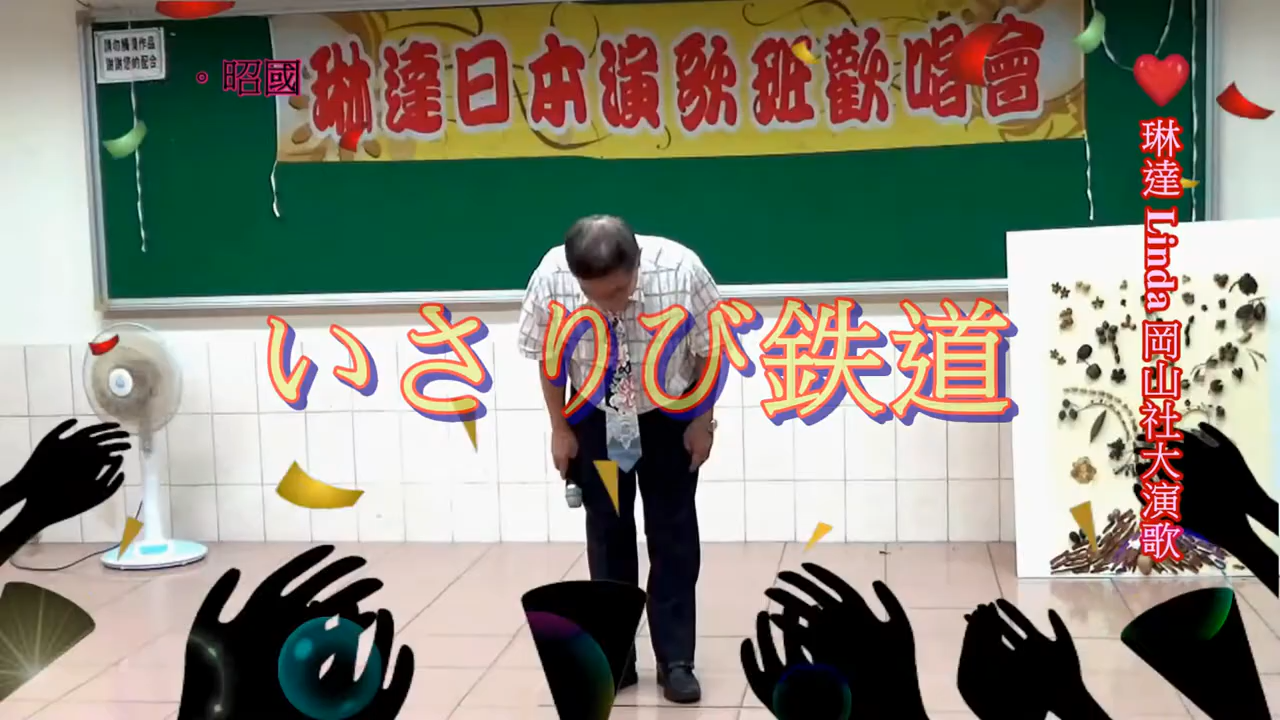 請勿觸摸作品
謝謝您的配合
。昭國
琳達日本演歌班歡唱會
いさりび鉄道
琳達 Linda 岡山社大演歌